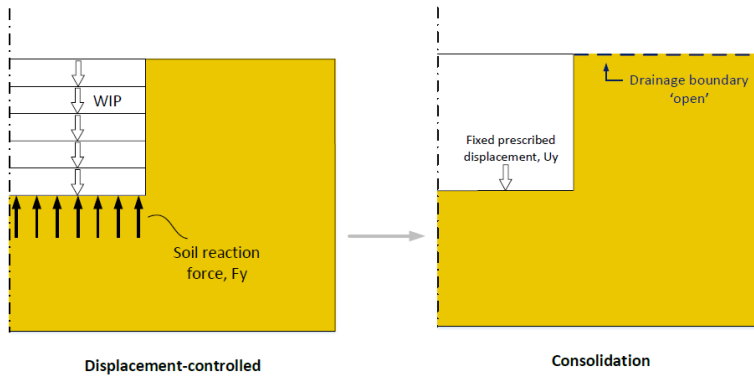 WIP
Soil reaction
force, Fy
Displacement-controlled
Drainage boundary
‘open’
Fixed prescribed
displacement, Uy
Consolidation